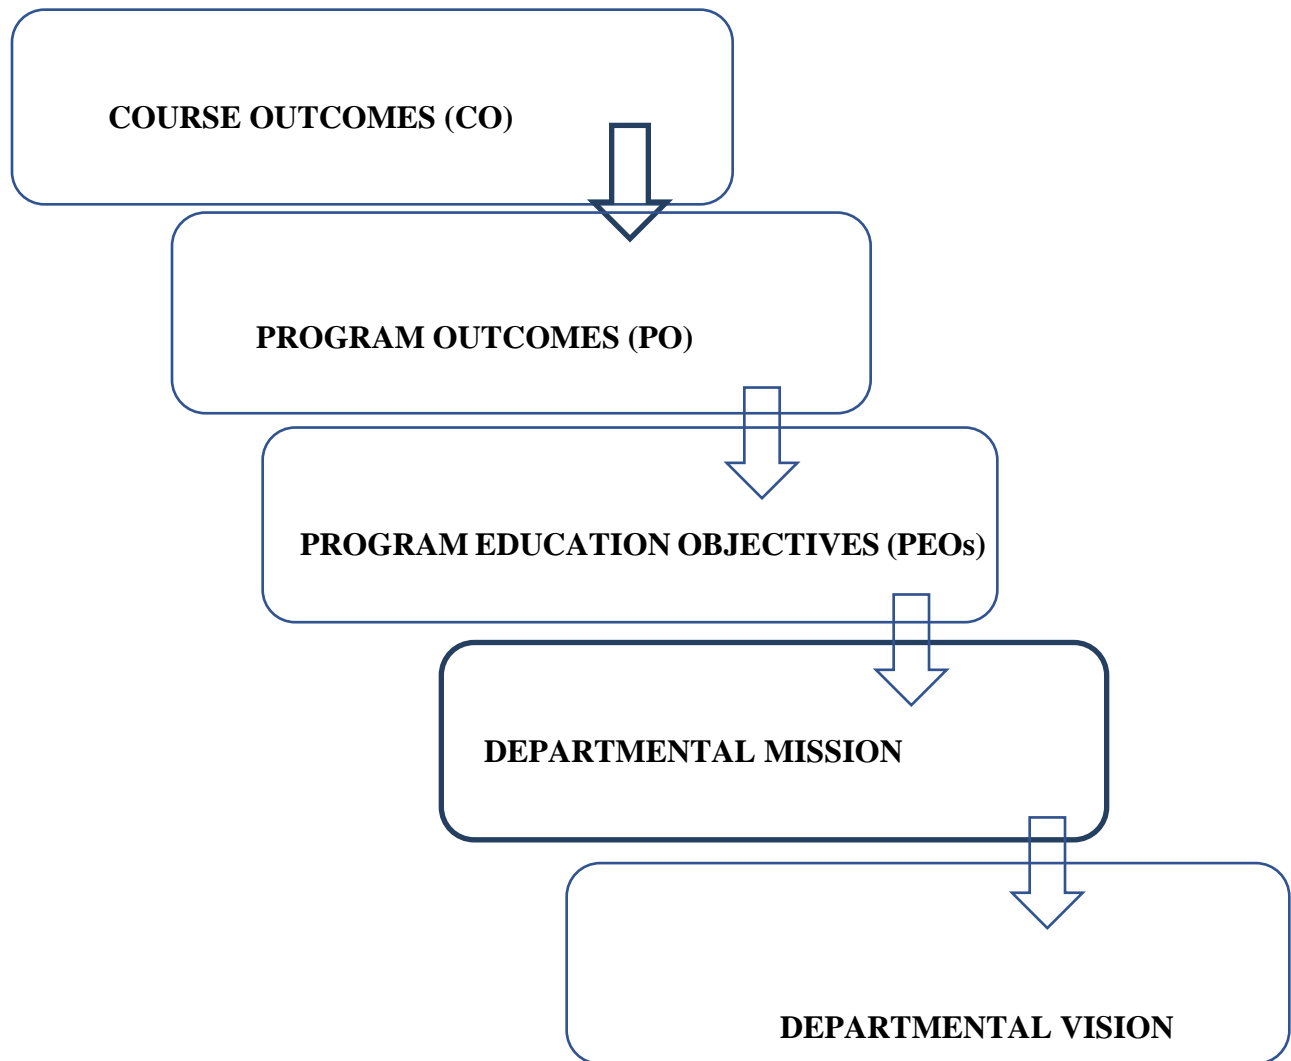 COURSE OUTCOMES (CO)
PROGRAM OUTCOMES (PO)
PROGRAM EDUCATION OBJECTIVES (PEOs)
DEPARTMENTAL MISSION
DEPARTMENTAL VISION